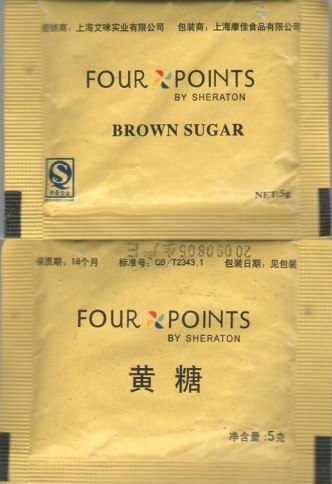 经销商：上海艾咪实业有限公司 包装商：上海摩佳食品有限公司
FOUR POINTS
BY SHERATON
BROWN SUGAR
NET:5g
20090805
保质期：18个月 标准号：QB/T2343.1 包装日期：见包装
FOUR POINTS
BY SHERATON
黄糖
净含量:5克